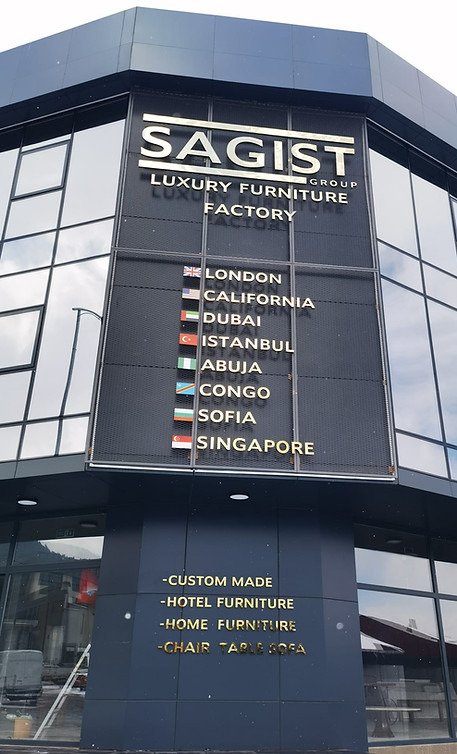 SAGIST
GROUP
LUXURY FURNITURE
FACTORY
LONDON
CALIFORNIA
DUBAI
ISTANBUL
ABUJA
CONGO
SOFIA
SINGAPORE
-CUSTOM MADE
-HOTEL FURNITURE
-HOME FURNITURE
-CHAIR TABLE SOFA